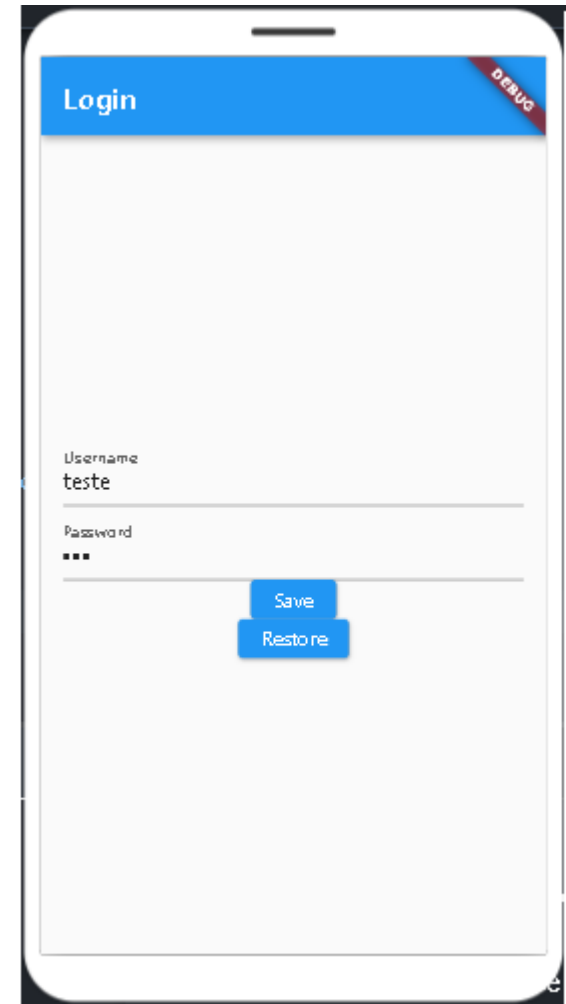 DEBUG
Login
Username
teste
Password
•••
Save
Restore
e